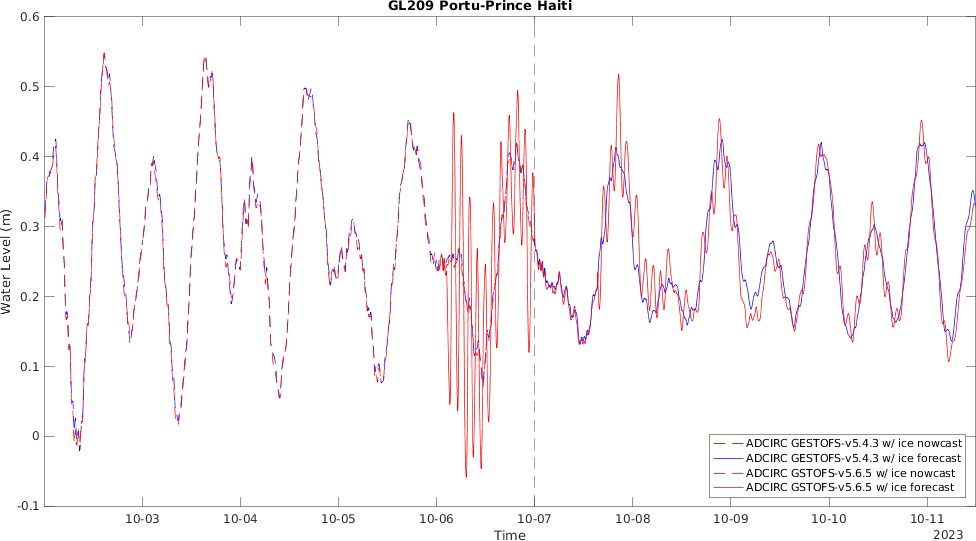 GL209 Portu-Prince Haiti
0.6
0.5
0.4
0.3
0.2
0.1
0
-0.1
Water Level (m)
10-03 10-04 10-05 10-06 10-07 10-08 10-09 10-10 10-11
Time
2023
ADCIRC GESTOFS-v5.4.3 w/ ice nowcast
ADCIRC GESTOFS-v5.4.3 w/ ice forecast
ADCIRC GSTOFS-v5.6.5 w/ ice nowcast
ADCIRC GSTOFS-v5.6.5 w/ ice forecast